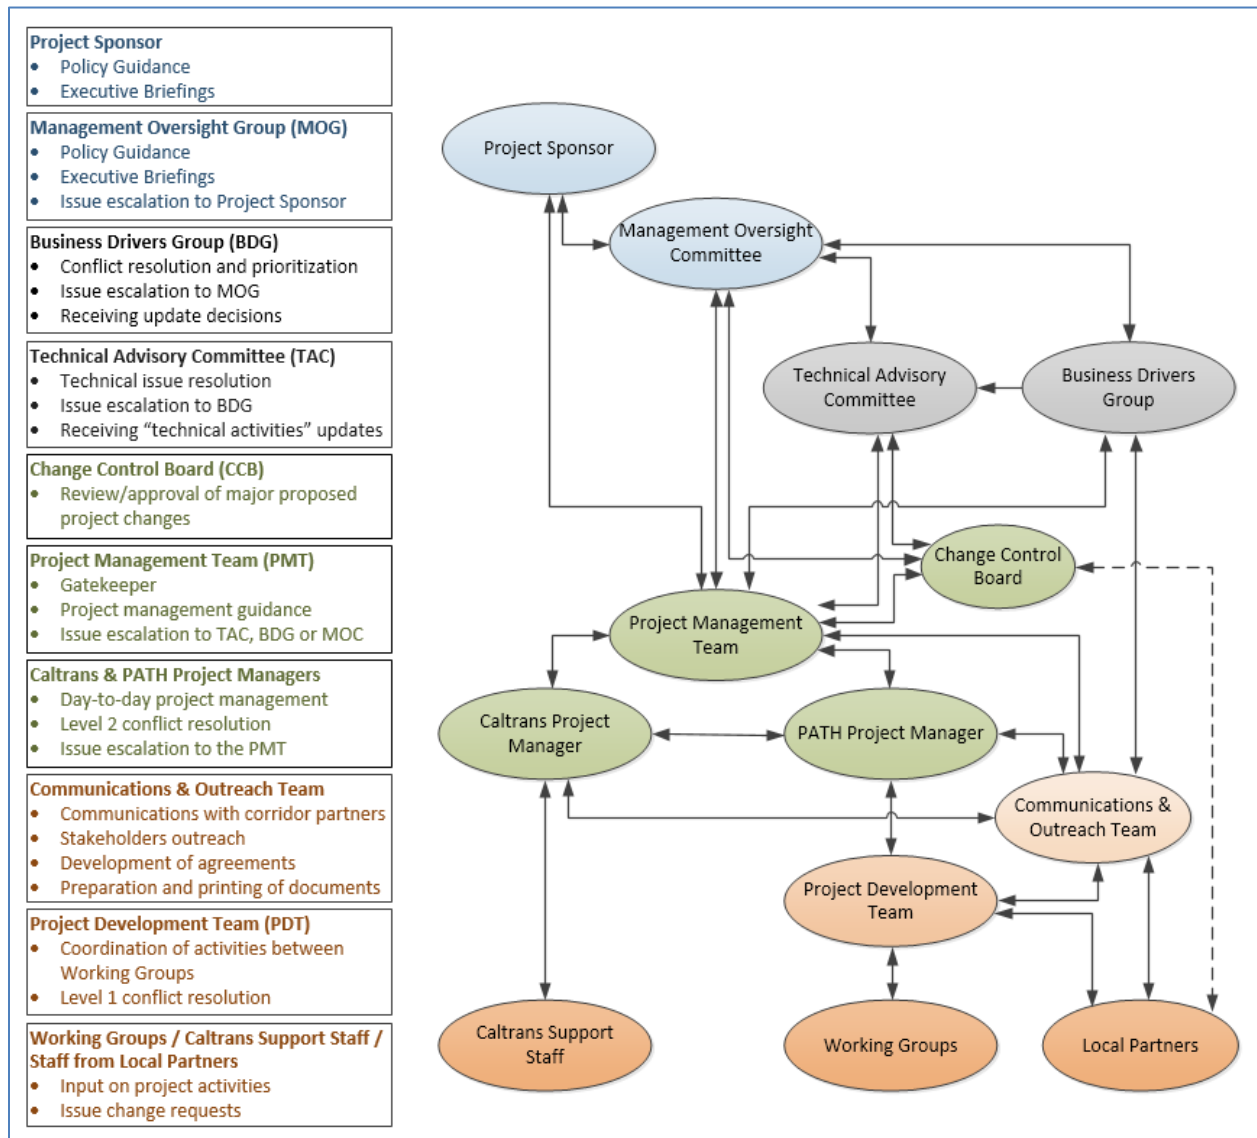 Project Sponsor
• Policy Guidance
• Executive Briefings
Management Oversight Group (MOG)
• Policy Guidance
• Executive Briefings
• Issue escalation to Project Sponsor
Business Drivers Group (BDG)
• Conflict resolution and prioritization
• Issue escalation to MOG
• Receiving update decisions
Technical Advisory Committee (TAC)
• Technical issue resolution
• Issue escalation to BDG
• Receiving “technical activities” updates
Change Control Board (CCB)
• Review/approval of major proposed
project changes
Project Management Team (PMT)
• Gatekeeper
• Project management guidance
• Issue escalation to TAC, BDG or MOC
Caltrans & PATH Project Managers
• Day-to-day project management
• Level 2 conflict resolution
• Issue escalation to the PMT
Communications & Outreach Team
• Communications with corridor partners
• Stakeholders outreach
• Development of agreements
• Preparation and printing of documents
Project Development Team (PDT)
• Coordination of activities between
Working Groups
• Level 1 conflict resolution
Working Groups / Caltrans Support Staff /
Staff from Local Partners
• Input on project activities
• Issue change requests
Project Sponsor
Management Oversight
Committee
Technical Advisory
Committee
Business Drivers
Group
Change Control
Board
Project Management
Team
Caltrans Project
Manager
PATH Project Manager
Communications &
Outreach Team
Project Development
Team
Caltrans Support
Staff
Working Groups
Local Partners